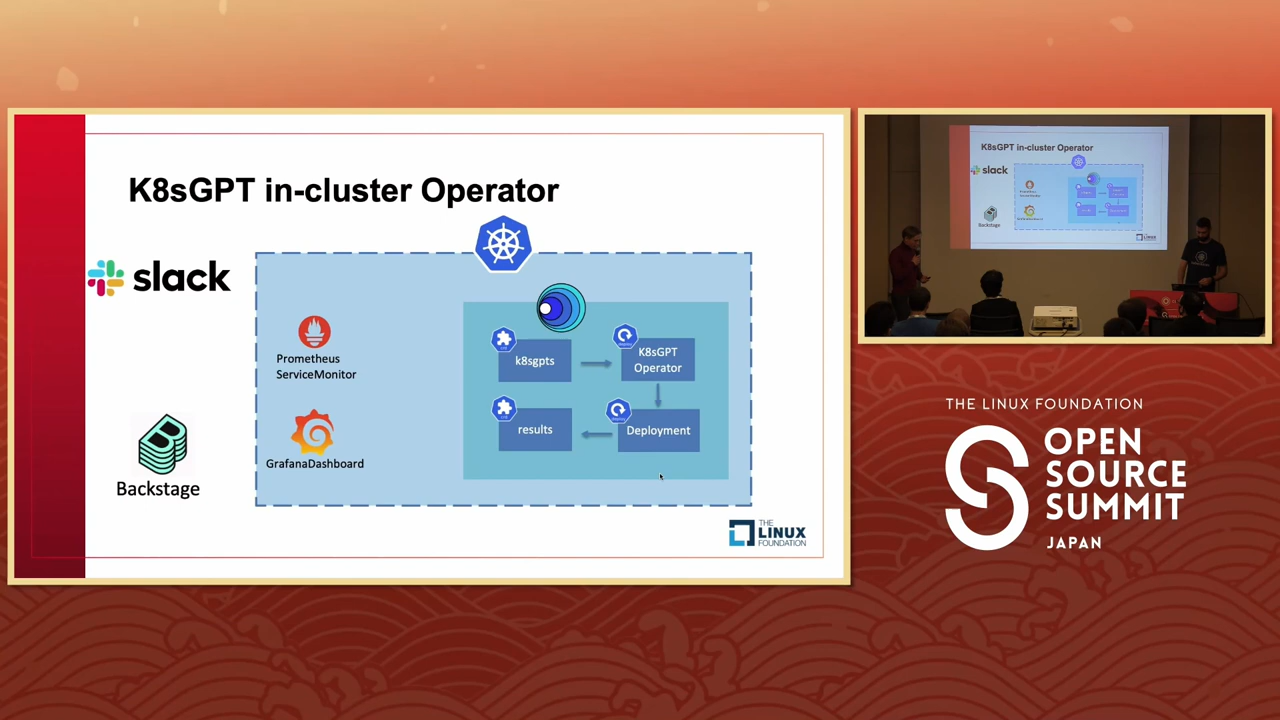 K8sGPT in-cluster Operator
slack
Prometheus
ServiceMonitor
GrafanaDashboard
Backstage
k8sgpts
K8sGPT
Operator
results
Deployment
THE
LINUX
FOUNDATION
K8sGPT in-cluster Operator
slack
Backstage
THE LINUX FOUNDATION
OPEN
SOURCE
SUMMIT
JAPAN